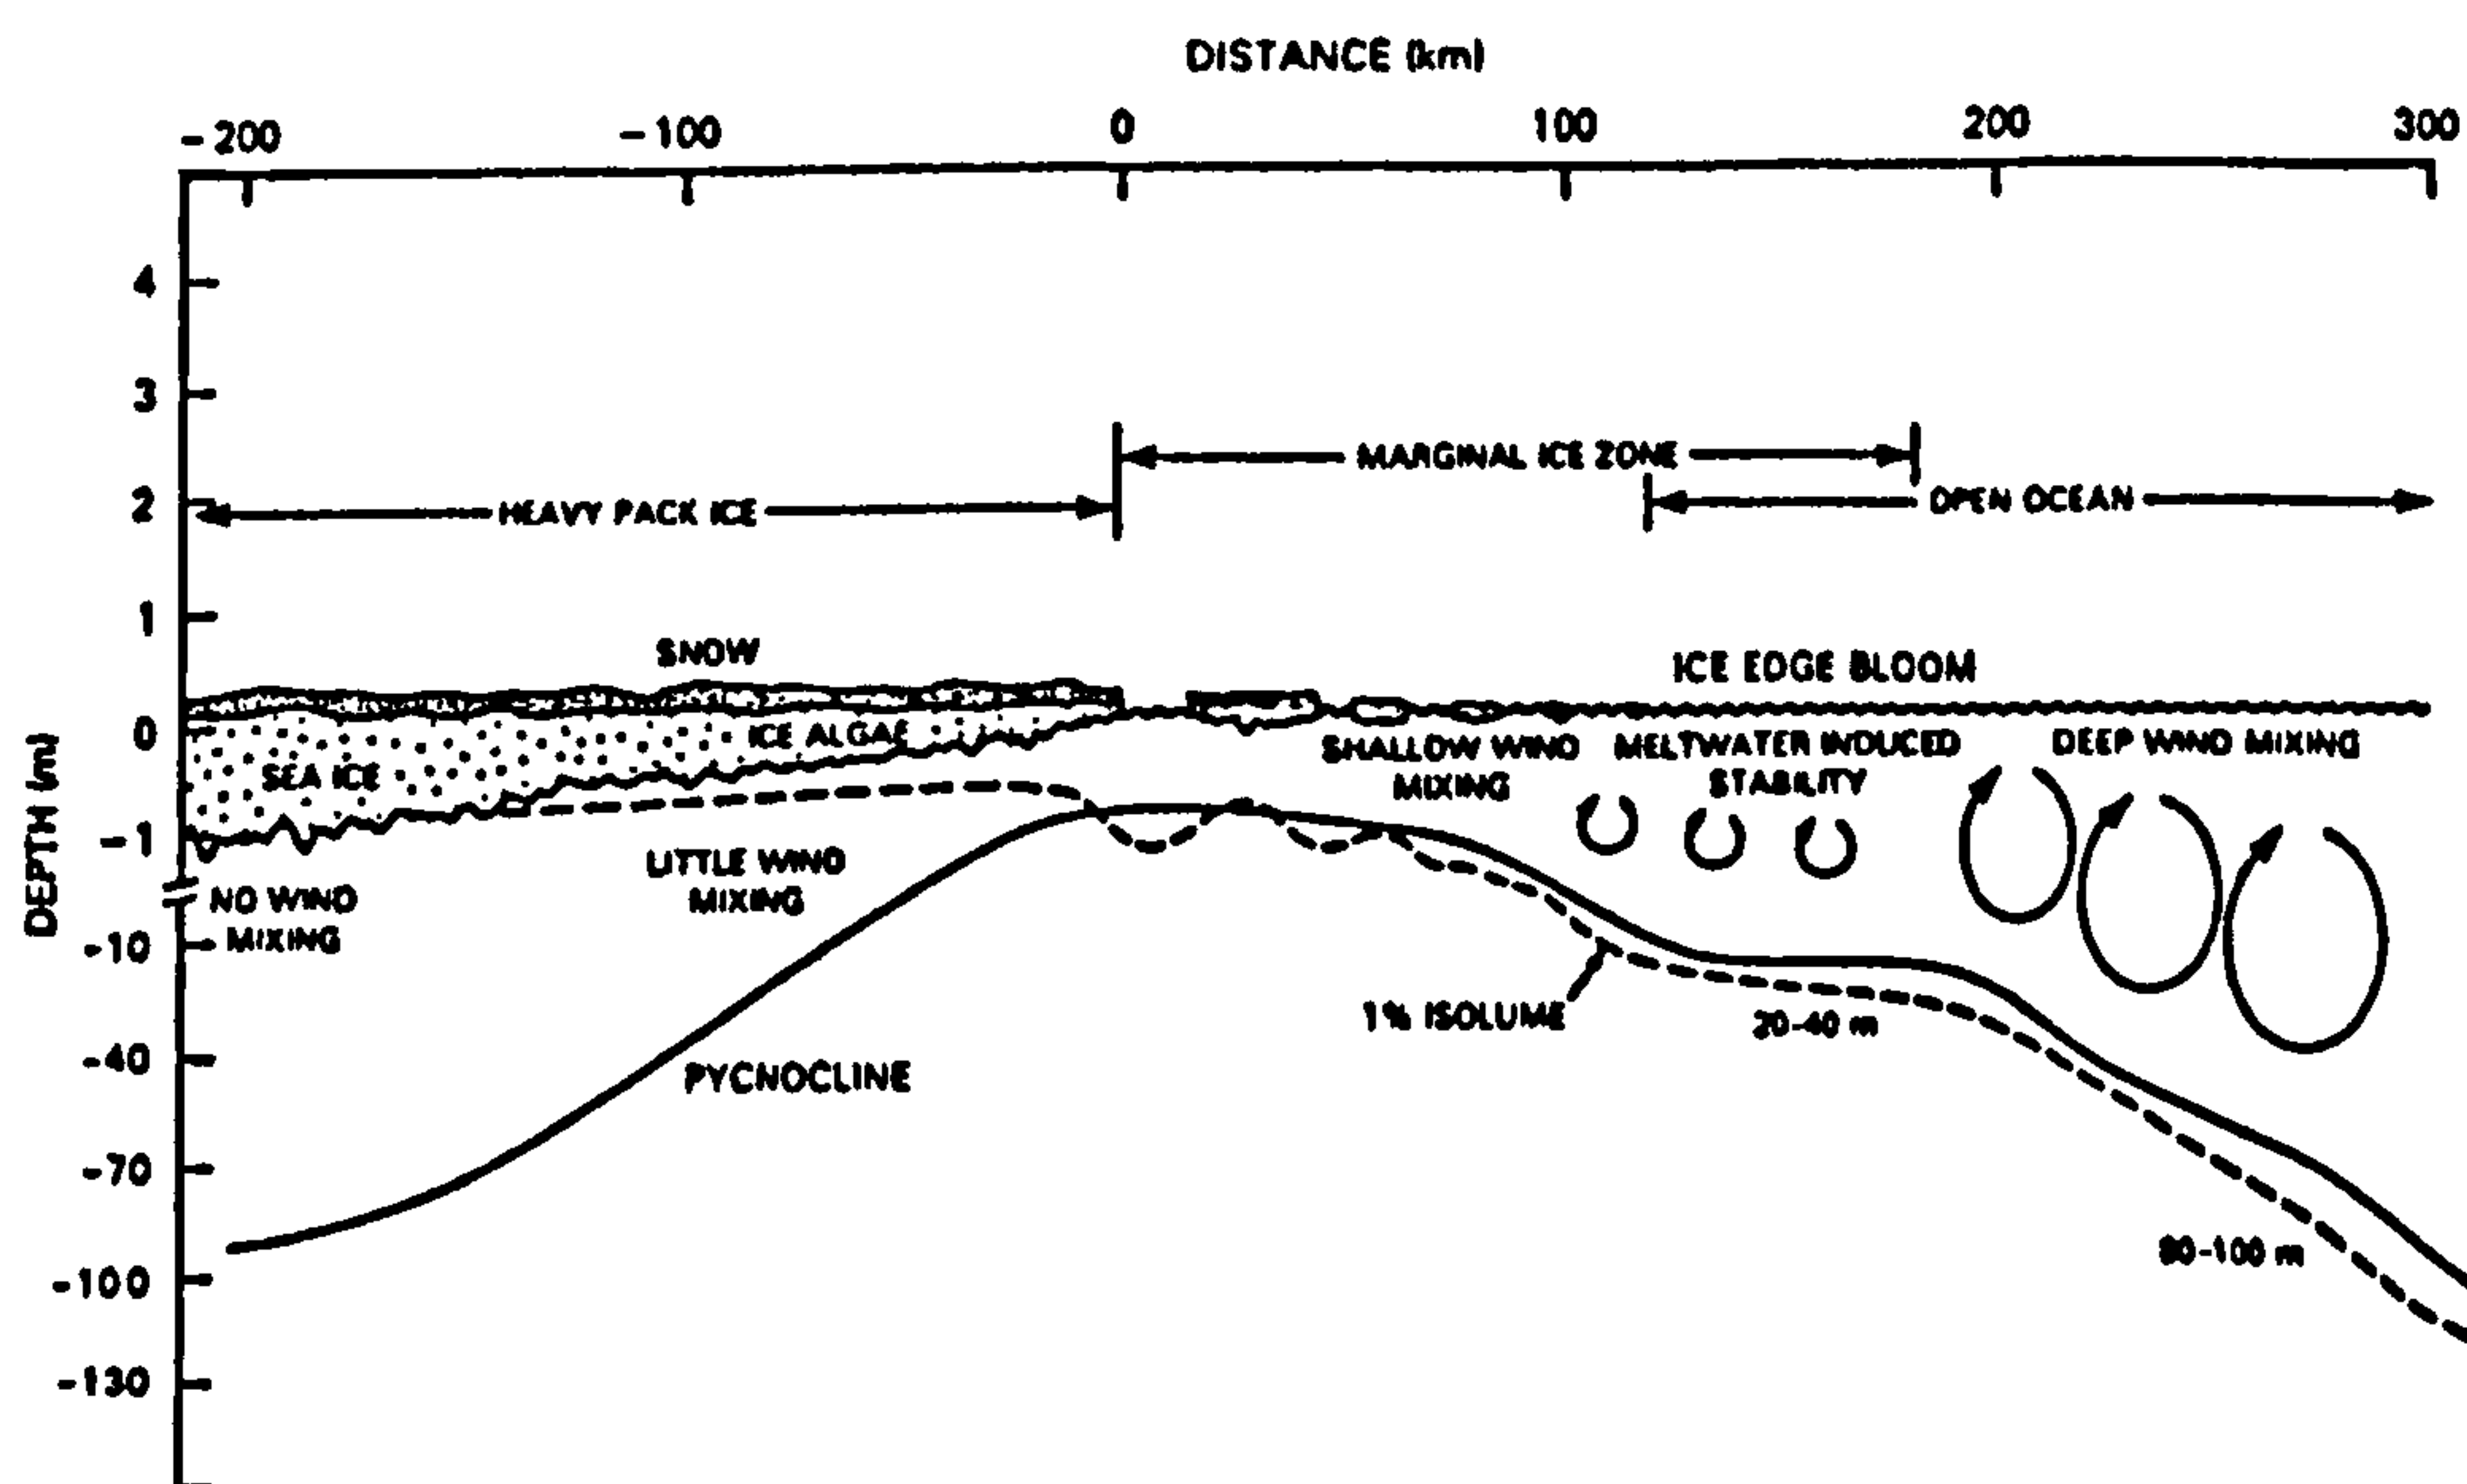 DISTANCE (km)
-200 -100 0 100 200 300
4
3
MARGINAL ICE ZONE
2
HEAVY PACK ICE
OPEN OCEAN
1
SNOW
ICE EDGE BLOOM
0
ICE ALGAE
SEA ICE
SHALLOW WIND
MIXING
MELTWATER INDUCED
STABILITY
DEEP WIND MIXING
DEPTH (m)
-1
LITTLE WIND
MIXING
NO WIND
MIXING
-10
1% ISOLUME
20-40 m
-40
PYCNOCLINE
-70
80-100 m
-100
-130